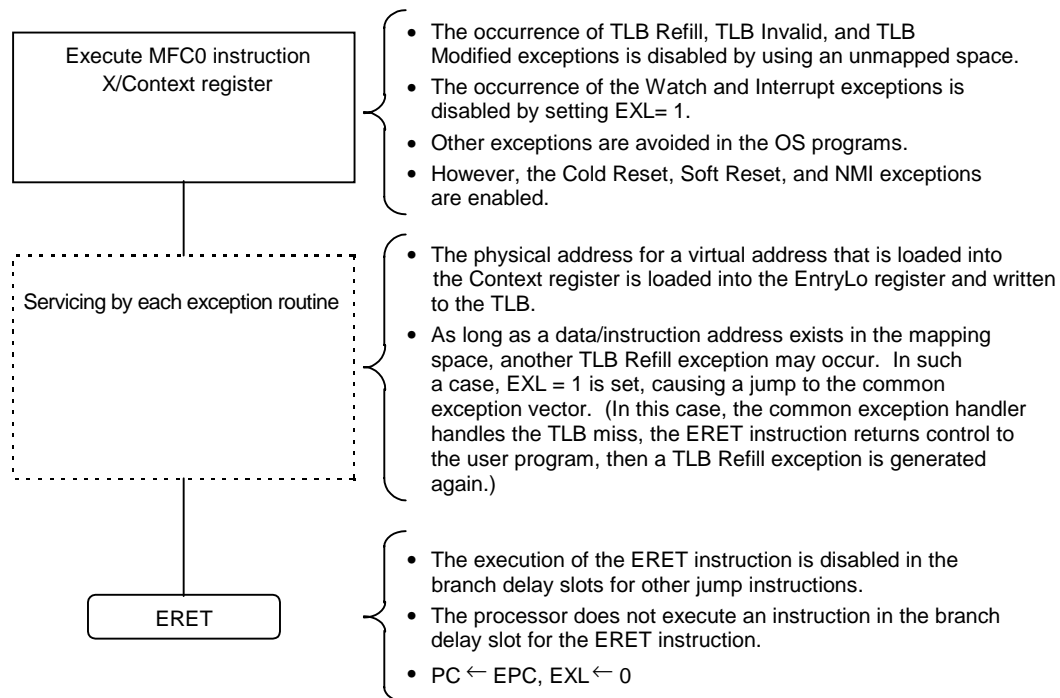 Execute MFC0 instruction
X/Context register
• The occurrence of TLB Refill, TLB Invalid, and TLB
Modified exceptions is disabled by using an unmapped space.
• The occurrence of the Watch and Interrupt exceptions is
disabled by setting EXL= 1.
• Other exceptions are avoided in the OS programs.
• However, the Cold Reset, Soft Reset, and NMI exceptions
are enabled.
Servicing by each exception routine
• The physical address for a virtual address that is loaded into
the Context register is loaded into the EntryLo register and written
to the TLB.
• As long as a data/instruction address exists in the mapping
space, another TLB Refill exception may occur. In such
a case, EXL = 1 is set, causing a jump to the common
exception vector. (In this case, the common exception handler
handles the TLB miss, the ERET instruction returns control to
the user program, then a TLB Refill exception is generated
again.)
ERET
• The execution of the ERET instruction is disabled in the
branch delay slots for other jump instructions.
• The processor does not execute an instruction in the branch
delay slot for the ERET instruction.
• PC ← EPC, EXL ← 0